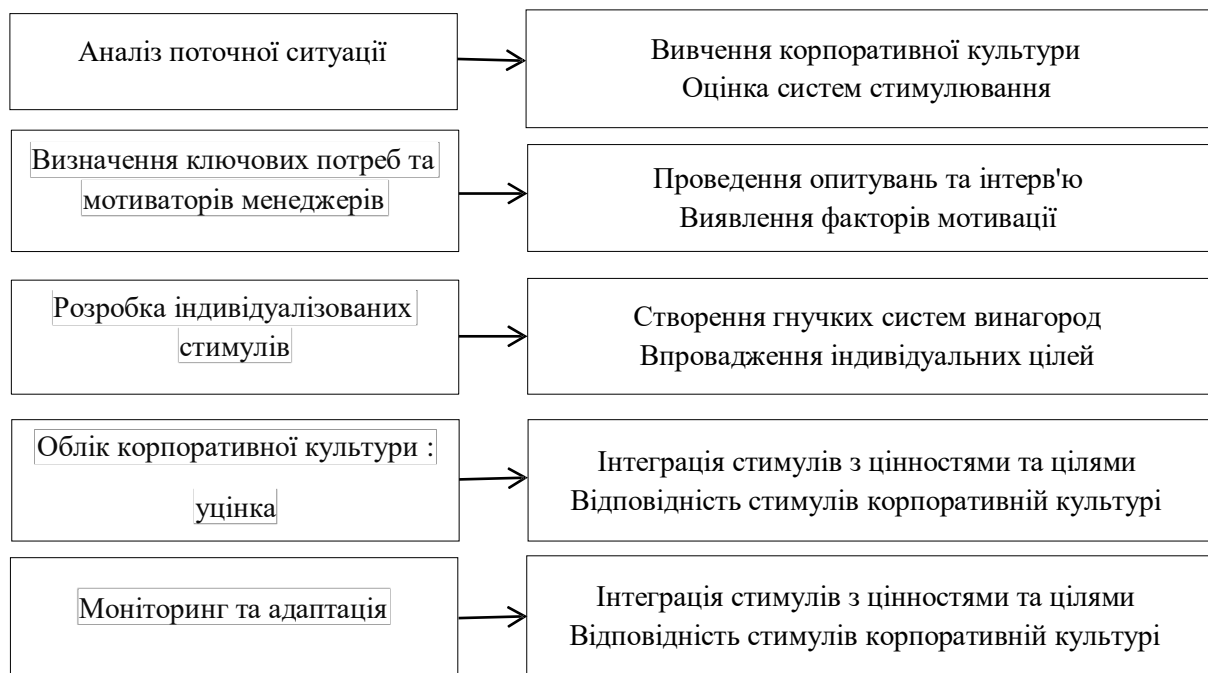 Аналіз поточної ситуації
Вивчення корпоративної культури
Оцінка систем стимулювання
Визначення ключових потреб та
мотиваторів менеджерів
Проведення опитувань та інтерв'ю
Виявлення факторів мотивації
Розробка індивідуалізованих
стимулів
Створення гнучких систем винагород
Впровадження індивідуальних цілей
Облік корпоративної культури :
уцінка
Інтеграція стимулів з цінностями та цілями
Відповідність стимулів корпоративній культурі
Моніторинг та адаптація
Інтеграція стимулів з цінностями та цілями
Відповідність стимулів корпоративній культурі